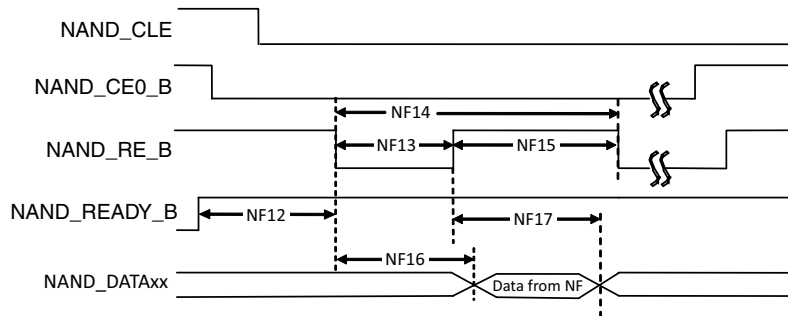 NAND_CLE
NAND_CE0_B
NF14
NAND_RE_B
NF13
NF15
NAND_READY_B
NF12
NF17
NF16
NAND_DATAxx
Data from NF